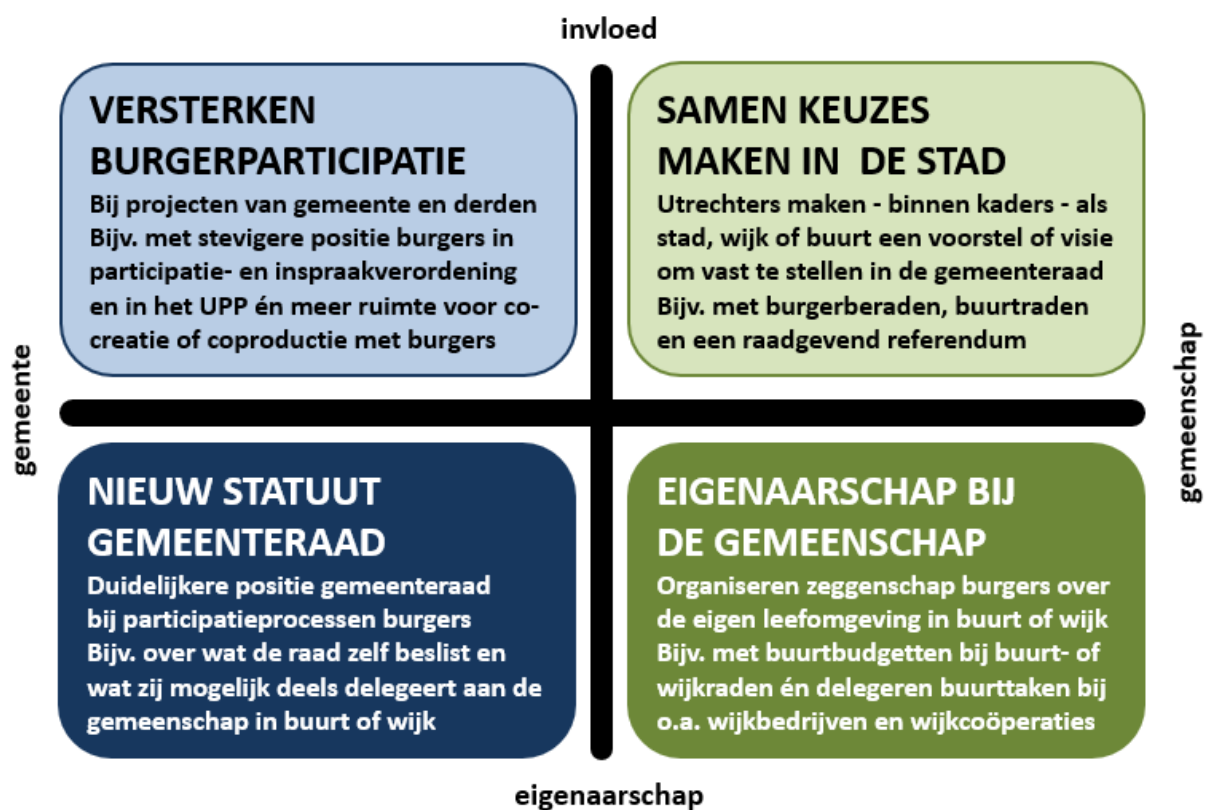 invloed
VERSTERKEN
BURGERPARTICIPATIE
Bij projecten van gemeente en derden
Bijv. met stevigere positie burgers in
participatie- en inspraakverordening
en in het UPP én meer ruimte voor co-
creatie of coproductie met burgers
SAMEN KEUZES
MAKEN IN DE STAD
Utrechters maken - binnen kaders - als
stad, wijk of buurt een voorstel of visie
om vast te stellen in de gemeenteraad
Bijv. met burgerberaden, buurtraden
en een raadgevend referendum
gemeente
gemeenschap
NIEUW STATUUT
GEMEENTERAAD
Duidelijkere positie gemeenteraad
bij participatieprocessen burgers
Bijv. over wat de raad zelf beslist en
wat zij mogelijk deels delegeert aan de
gemeenschap in buurt of wijk
EIGENAARSCHAP BIJ
DE GEMEENSCHAP
Organiseren zeggenschap burgers over
de eigen leefomgeving in buurt of wijk
Bijv. met buurtbudgetten bij buurt- of
wijkraden én delegeren buurttaken bij
o.a. wijkbedrijven en wijkcoöperaties
eigenaarschap